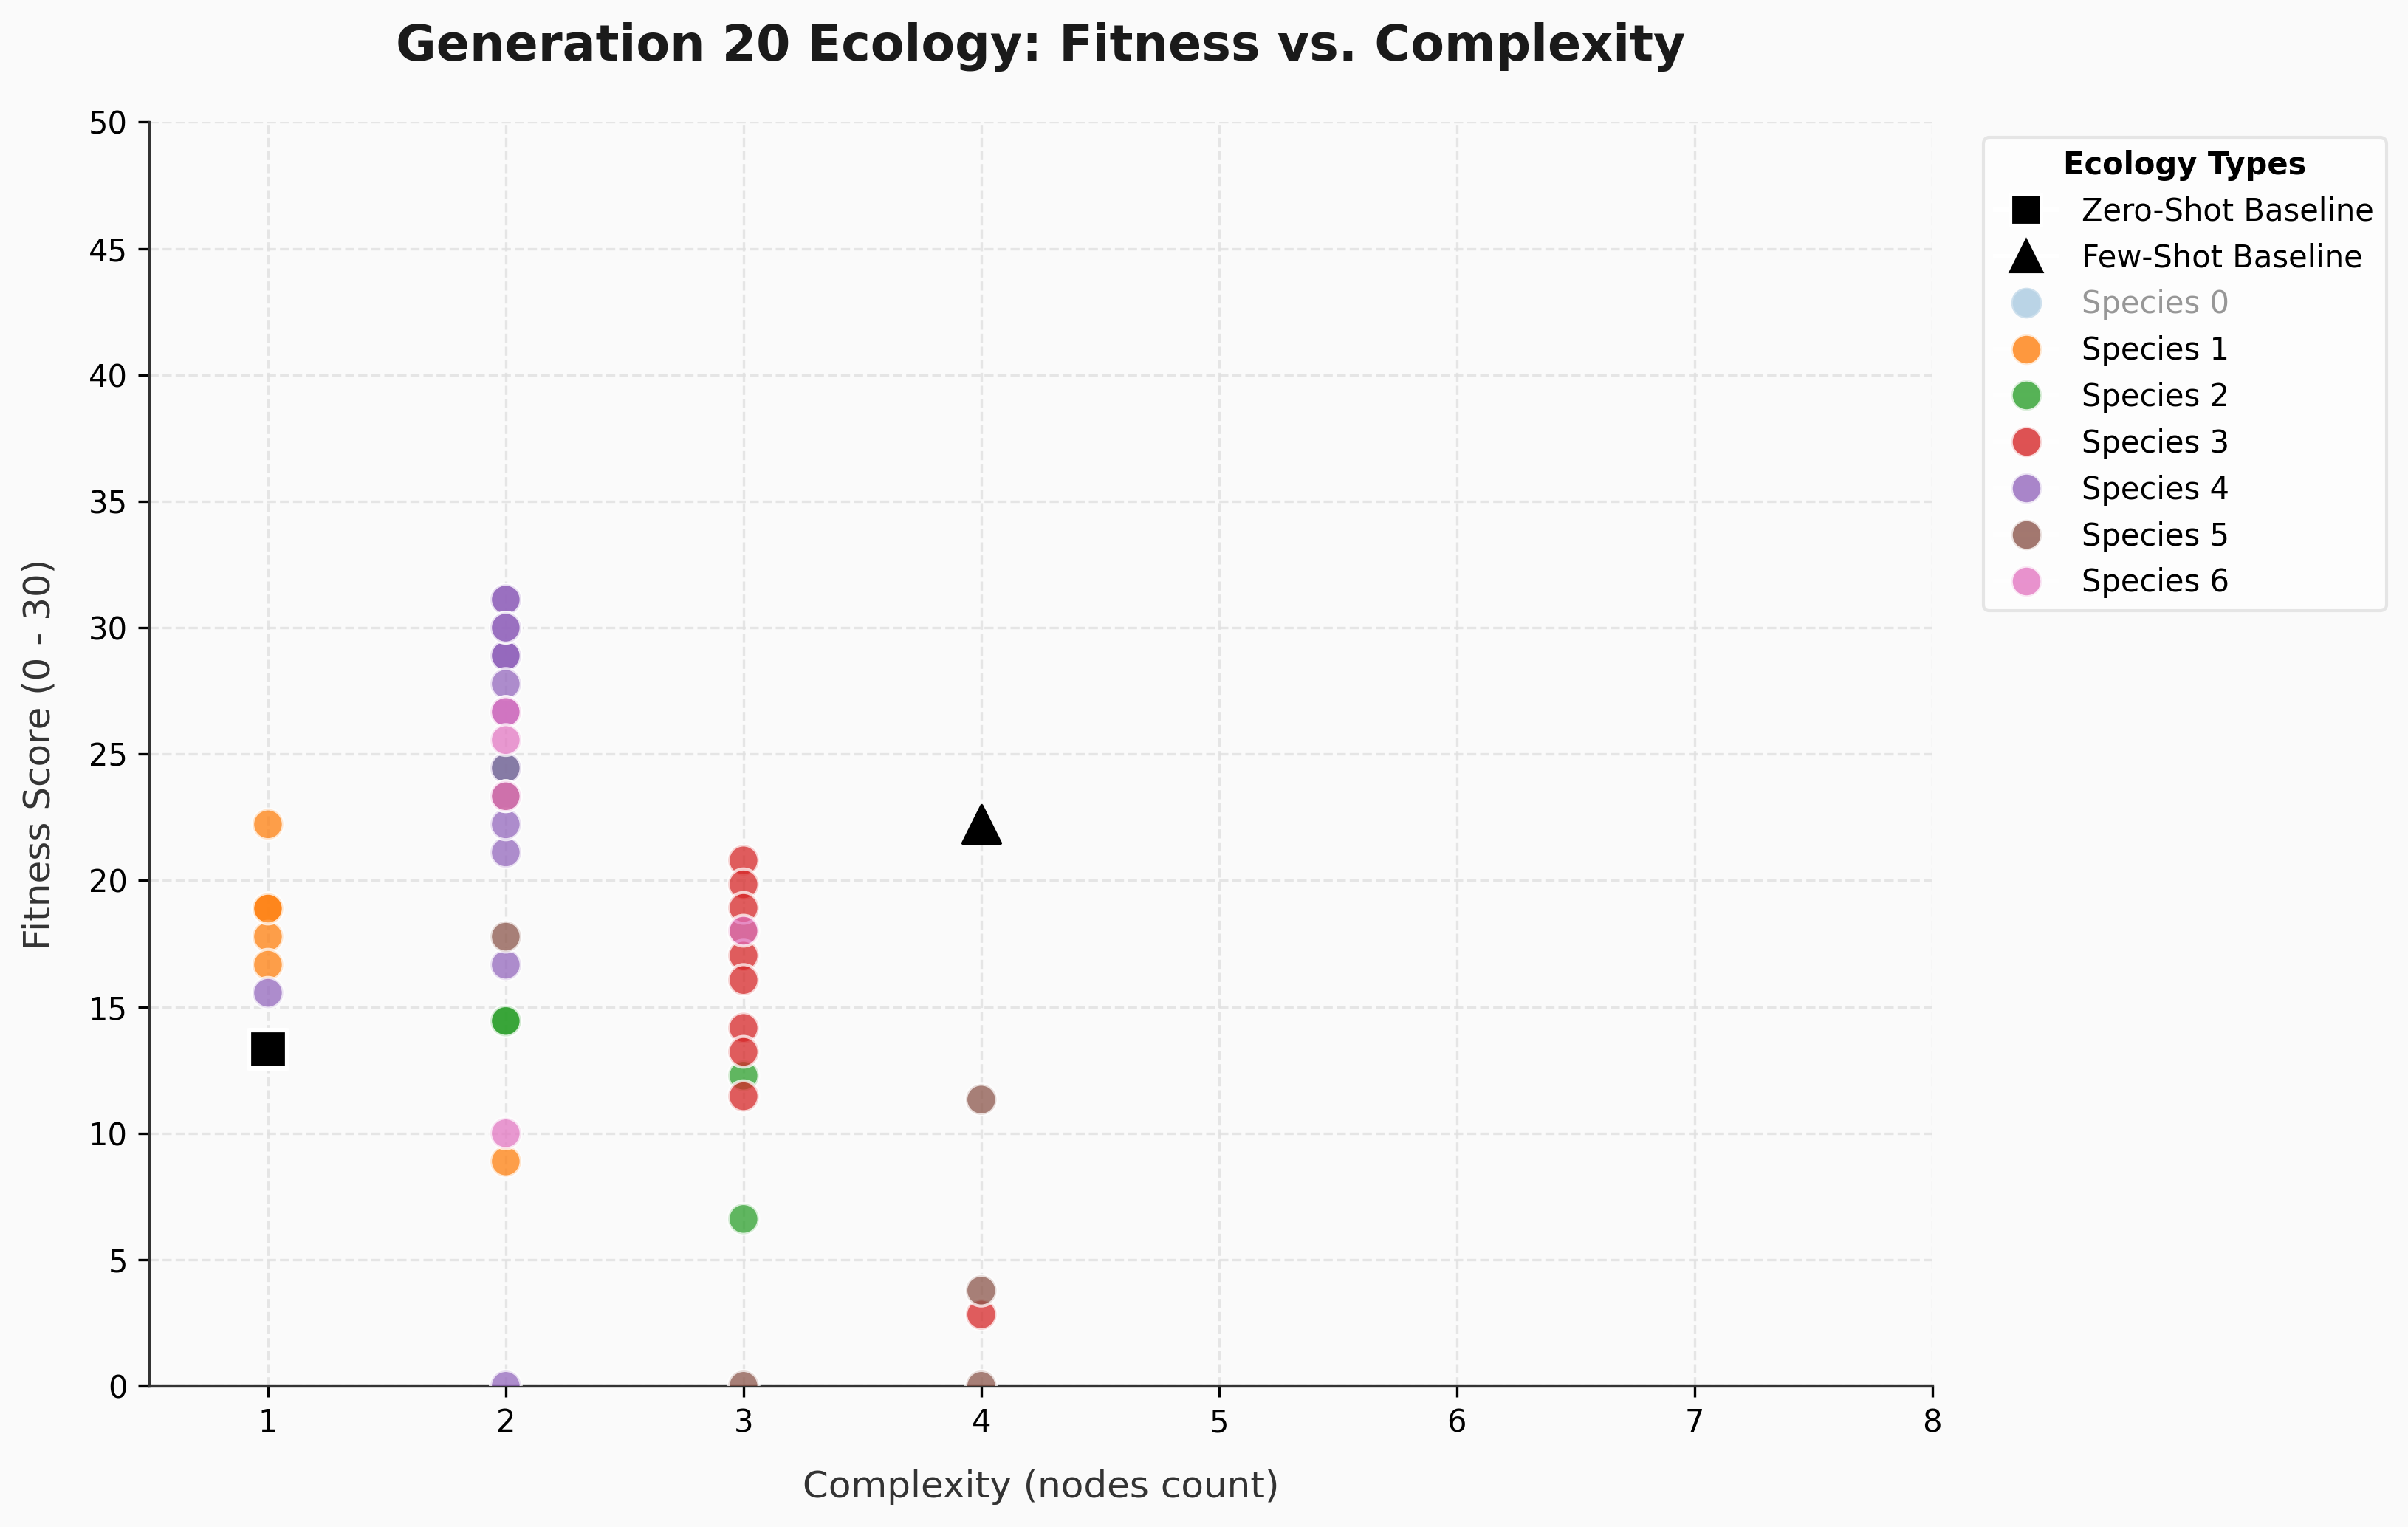 Generation 20 Ecology: Fitness vs. Complexity
50
45
40
35
30
25
20
15
10
5
0
Fitness Score (0 - 30)
1 2 3 4 5 6 7 8
Complexity (nodes count)
Ecology Types
Zero-Shot Baseline
Few-Shot Baseline
Species 0
Species 1
Species 2
Species 3
Species 4
Species 5
Species 6